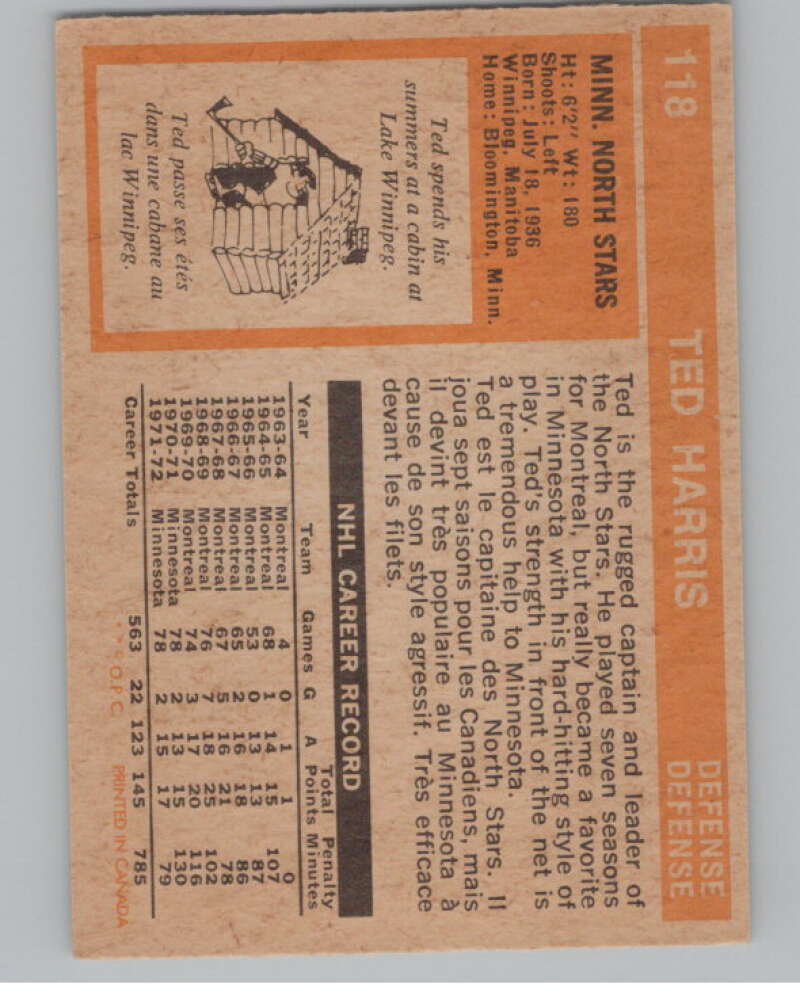 118 TED HARRIS DEFENSE
DEFENSE
MINN. NORTH STARS
Ht: 6'2" Wt: 180
Shoots: Left
Born: July 18, 1936
Winnipeg, Manitoba
Home: Bloomington, Minn.
Ted spends his
summers at a cabin at
Lake Winnipeg.
Ted passe ses étés
dans une cabane au
lac Winnipeg.
Ted is the rugged captain and leader of
the North Stars. He played seven seasons
for Montreal, but really became a favorite
in Minnesota with his hard-hitting style of
play. Ted's strength in front of the net is
a tremendous help to Minnesota.
Ted est le capitaine des North Stars. Il
joua sept saisons pour les Canadiens, mais
il devint très populaire au Minnesota à
cause de son style agressif. Très efficace
devant les filets.
NHL CAREER RECORD
Total Penalty
Year Team Games G A Points Minutes
1963-64 Montreal 4 0 1 1 0
1964-65 Montreal 68 1 14 15 107
1965-66 Montreal 53 0 13 13 87
1966-67 Montreal 65 2 16 18 86
1967-68 Montreal 67 5 16 21 78
1968-69 Montreal 76 7 18 25 102
1969-70 Montreal 74 3 17 20 116
1970-71 Minnesota 78 2 13 15 130
1971-72 Minnesota 78 2 15 17 79
Career Totals 563 22 123 145 785
* * © O.P.C. PRINTED IN CANADA